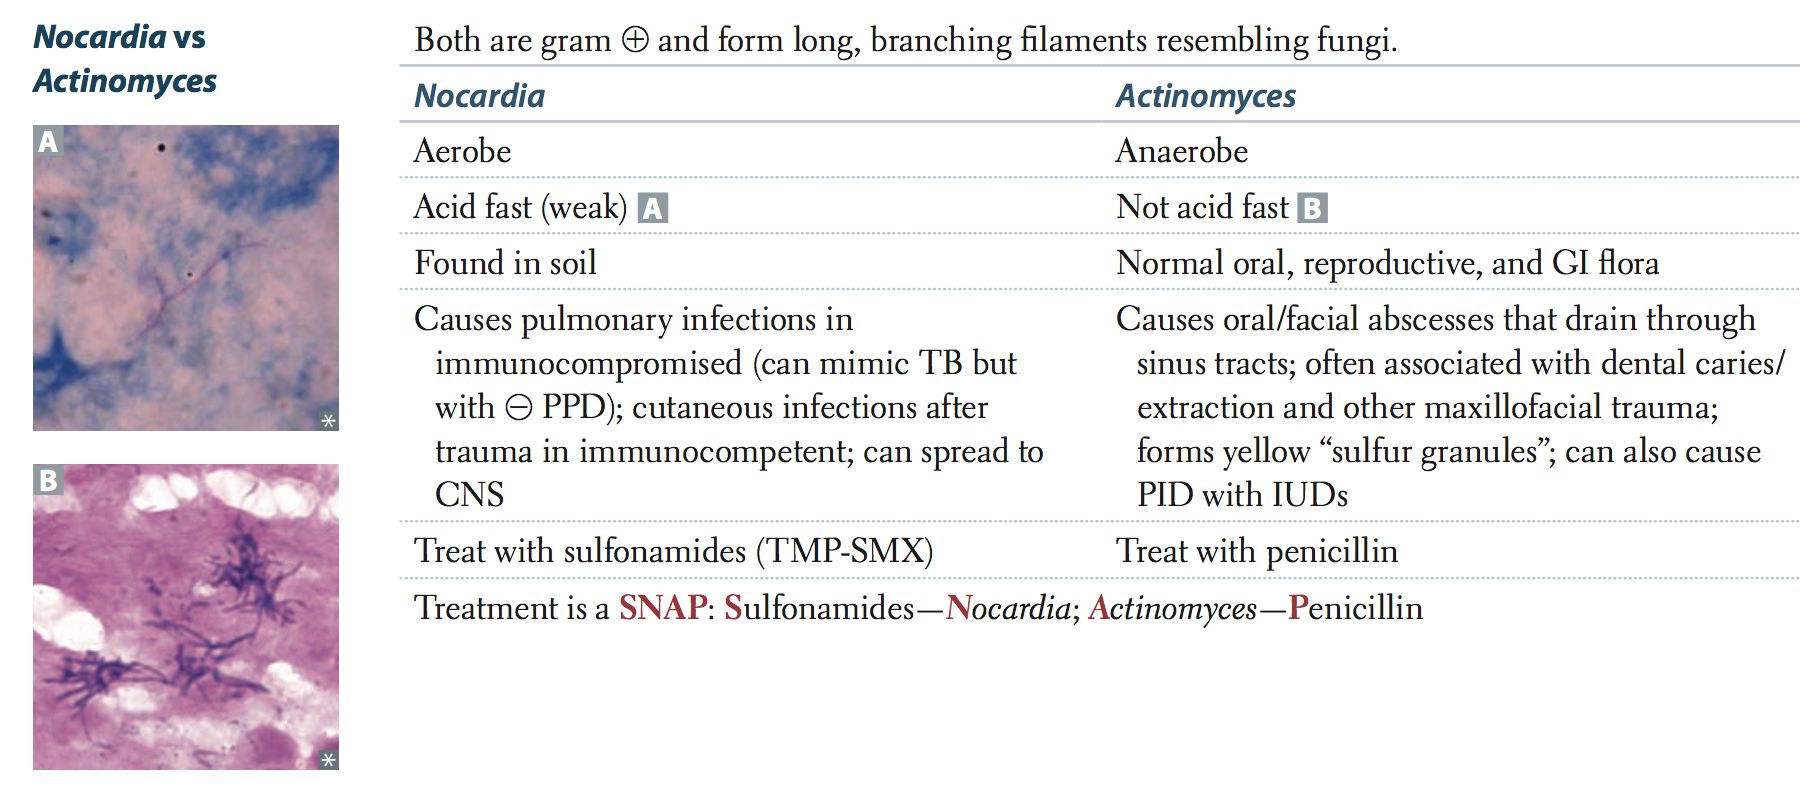 Nocardia vs
Actinomyces
Both are gram ⊕ and form long, branching filaments resembling fungi.
Nocardia
Actinomyces
Aerobe
Anaerobe
Acid fast (weak) A
Not acid fast B
Found in soil
Normal oral, reproductive, and GI flora
Causes pulmonary infections in
immunocompromised (can mimic TB but
with ⊖ PPD); cutaneous infections after
trauma in immunocompetent; can spread to
CNS
Causes oral/facial abscesses that drain through
sinus tracts; often associated with dental caries/
extraction and other maxillofacial trauma;
forms yellow “sulfur granules”; can also cause
PID with IUDs
Treat with sulfonamides (TMP-SMX)
Treat with penicillin
Treatment is a SNAP: Sulfonamides—Nocardia; Actinomyces—Penicillin
A
*
B
*